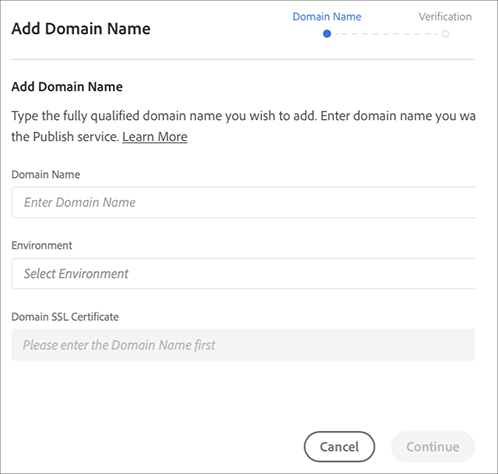 Add Domain Name
Domain Name
Verification
Add Domain Name
Type the fully qualified domain name you wish to add. Enter domain name you wa
the Publish service. Learn More
Domain Name
Enter Domain Name
Environment
Select Environment
Domain SSL Certificate
Please enter the Domain Name first
Cancel
Continue